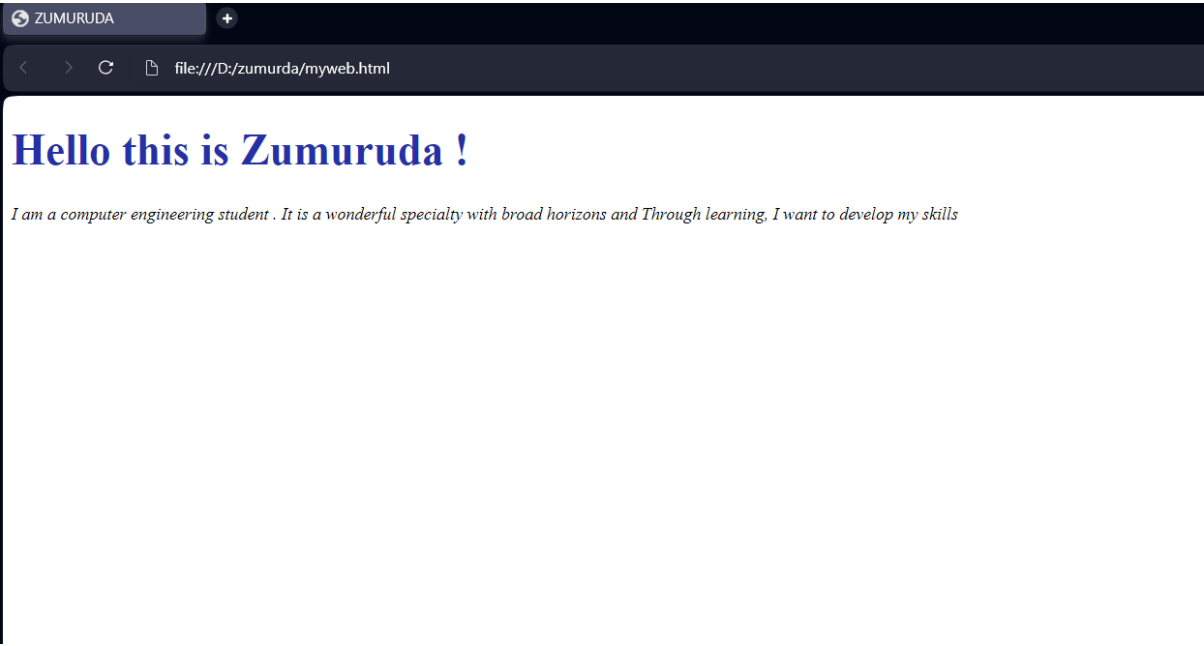 ZUMURUDA
file:///D:/zumurda/myweb.html
Hello this is Zumuruda !
I am a computer engineering student . It is a wonderful specialty with broad horizons and Through learning, I want to develop my skills